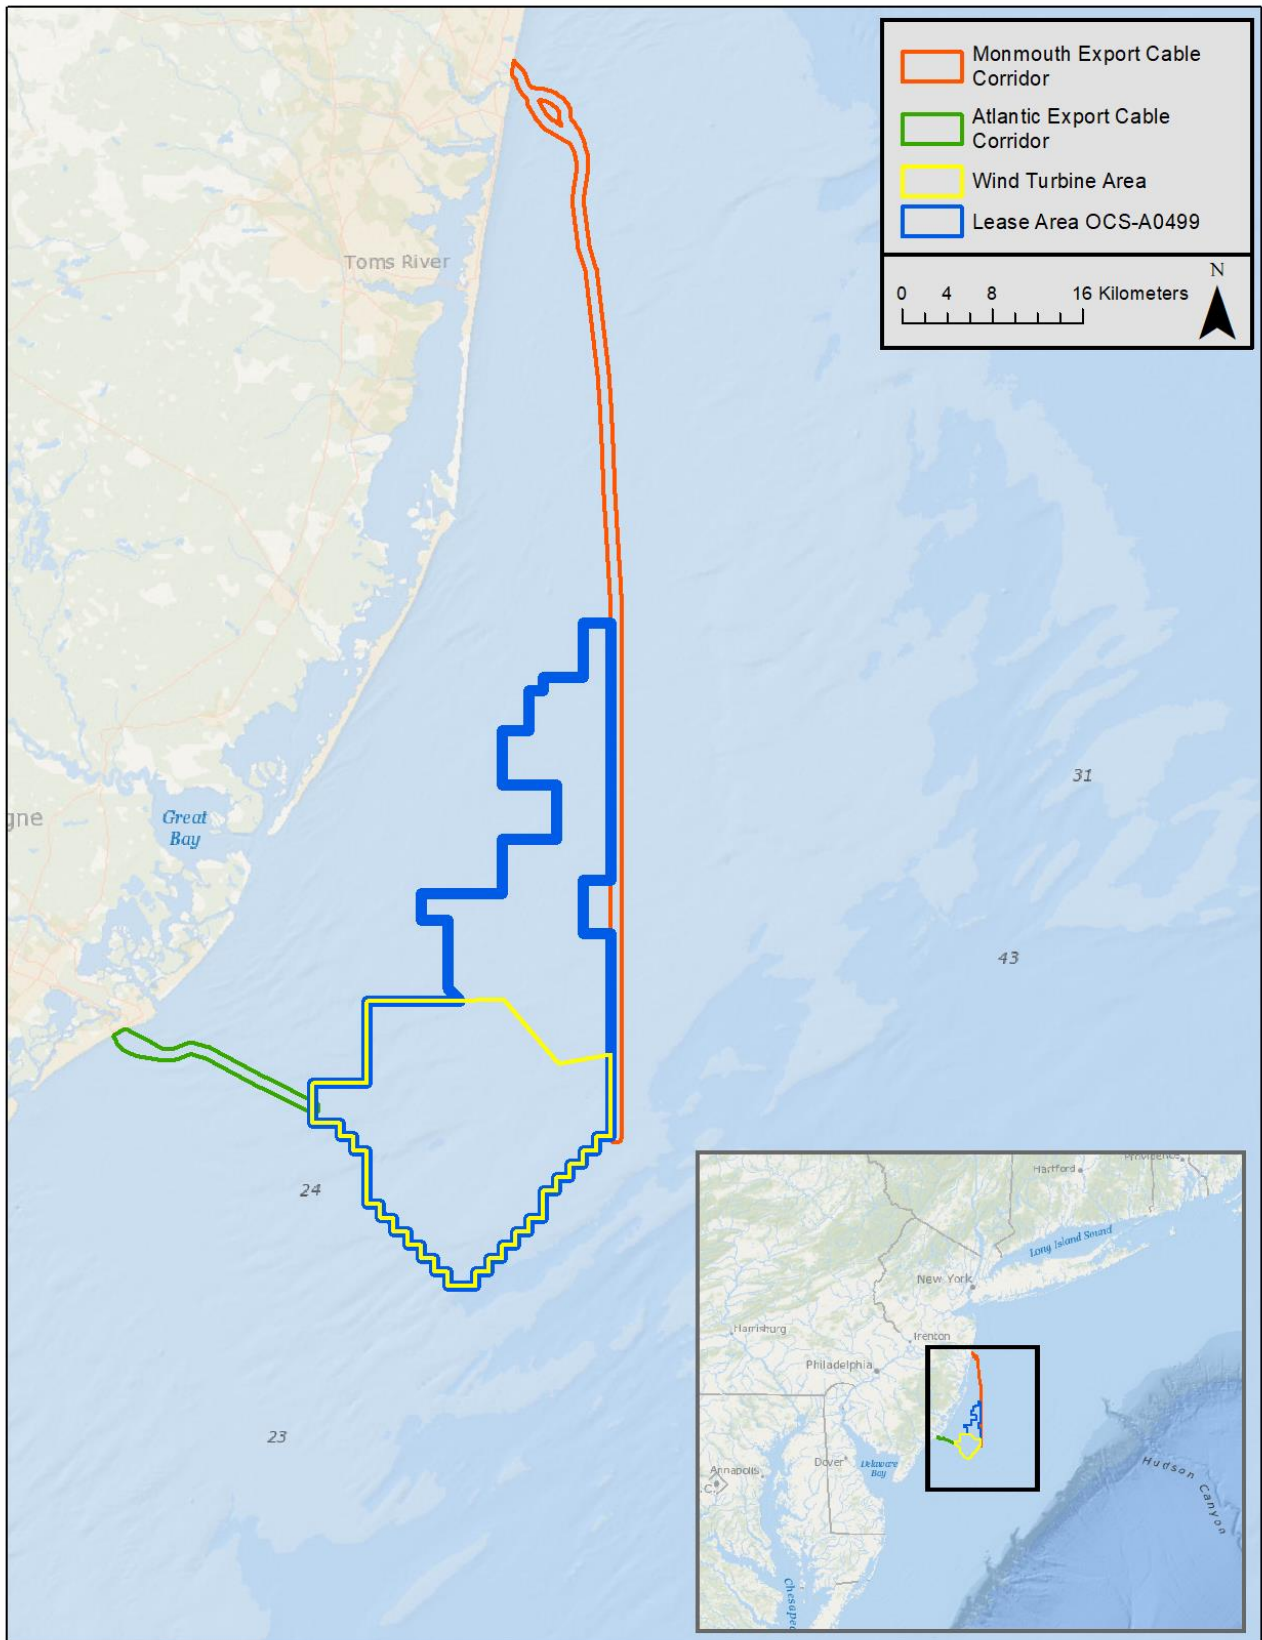 Monmouth Export Cable
Corridor
Atlantic Export Cable
Corridor
Wind Turbine Area
Lease Area OCS-A0499
N
0 4 8 16 Kilometers
Toms River
31
gne
Great
Bay
43
24
23
Hartford
Providence
Long Island Sound
New York
Harrisburg
Trenton
Philadelphia
Dover
Delaware
Bay
Annapolis
.C.
Hudson Canyon
Chesapea